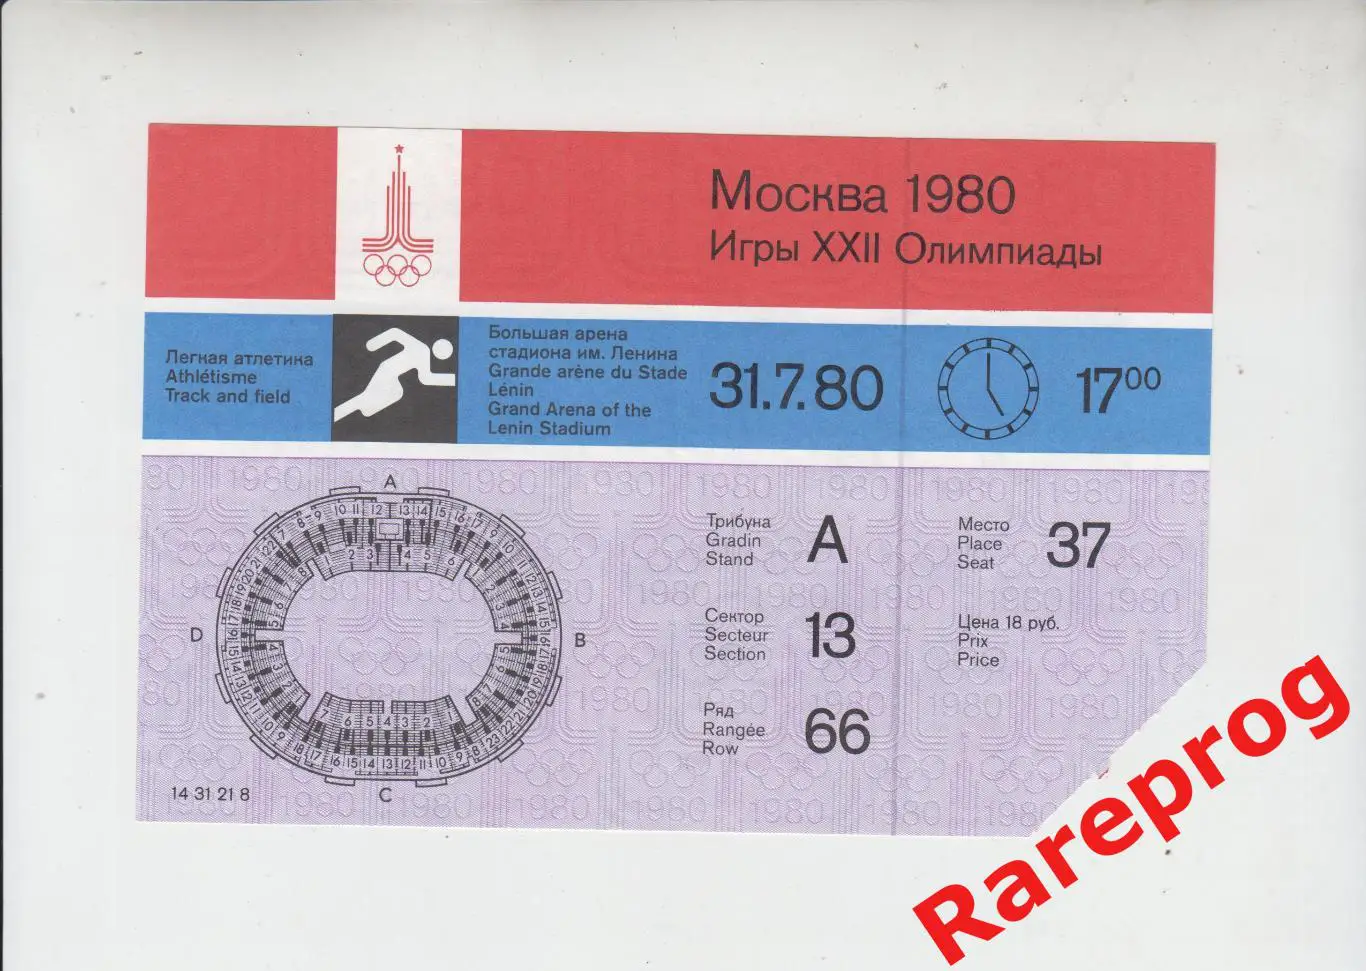 Москва 1980
Игры XXII Олимпиады
Легкая атлетика
Athlétisme
Track and field
Большая арена
стадиона им. Ленина
Grande arène du Stade
Lénin
Grand Arena of the
Lenin Stadium
31.7.80
17⁰⁰
A
B
C
D
14 31 21 8
Трибуна
Gradin
Stand
A
Место
Place
Seat
37
Сектор
Secteur
Section
13
Цена 18 руб.
Prix
Price
Ряд
Rangée
Row
66
Rareprog